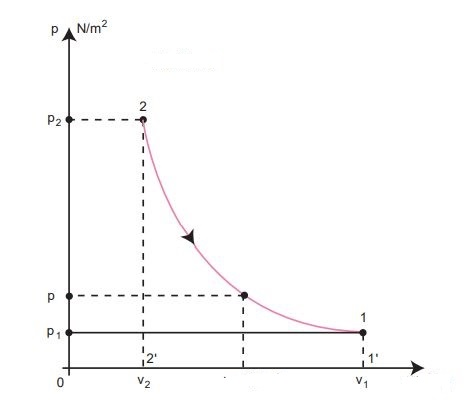 p N/m²
2
p₂
p
1
p₁
2' 1'
0 v₂ v₁